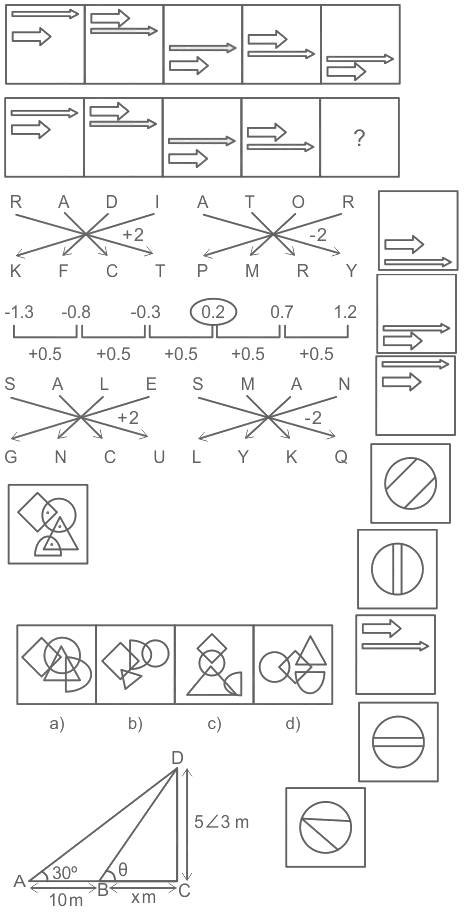 ?
R A D I A T O R
+2 -2
K F C T P M R Y
-1.3 -0.8 -0.3 0.2 0.7 1.2
+0.5 +0.5 +0.5 +0.5 +0.5
S A L E S M A N
+2 -2
G N C U L Y K Q
a) b) c) d)
D
5∠3 m
A 30º B θ C
10m x m